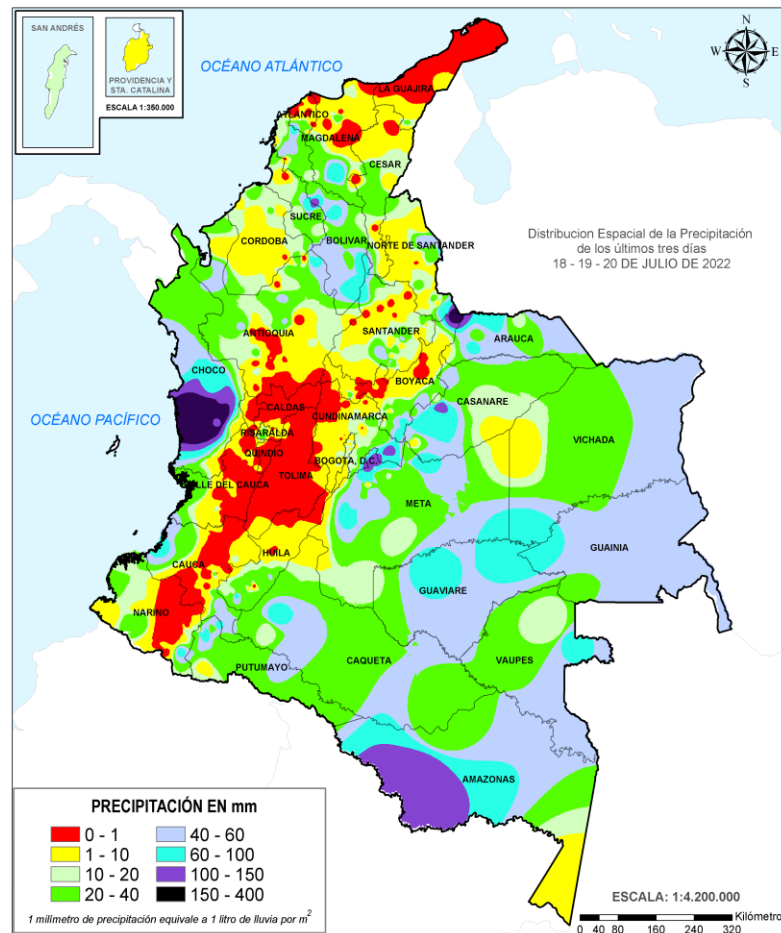 SAN ANDRÉS
PROVIDENCIA Y
STA. CATALINA
ESCALA 1:350.000
OCÉANO ATLÁNTICO
N
W
E
S
LA GUAJIRA
ATLANTICO
MAGDALENA
CESAR
SUCRE
CORDOBA
BOLIVAR
NORTE DE SANTANDER
Distribucion Espacial de la Precipitación
de los últimos tres días
18 - 19 - 20 DE JULIO DE 2022
ANTIOQUIA
SANTANDER
ARAUCA
CHOCO
BOYACA
CASANARE
OCÉANO PACÍFICO
CALDAS
CUNDINAMARCA
VICHADA
RISARALDA
QUINDIO
BOGOTA, D.C.
TOLIMA
VALLE DEL CAUCA
META
GUAINIA
HUILA
CAUCA
GUAVIARE
NARIÑO
PUTUMAYO
CAQUETA
VAUPES
AMAZONAS
PRECIPITACIÓN EN mm
0 - 1
1 - 10
10 - 20
20 - 40
40 - 60
60 - 100
100 - 150
150 - 400
1 milímetro de precipitación equivale a 1 litro de lluvia por m²
ESCALA: 1:4.200.000
Kilómetro
0 40 80 160 240 320